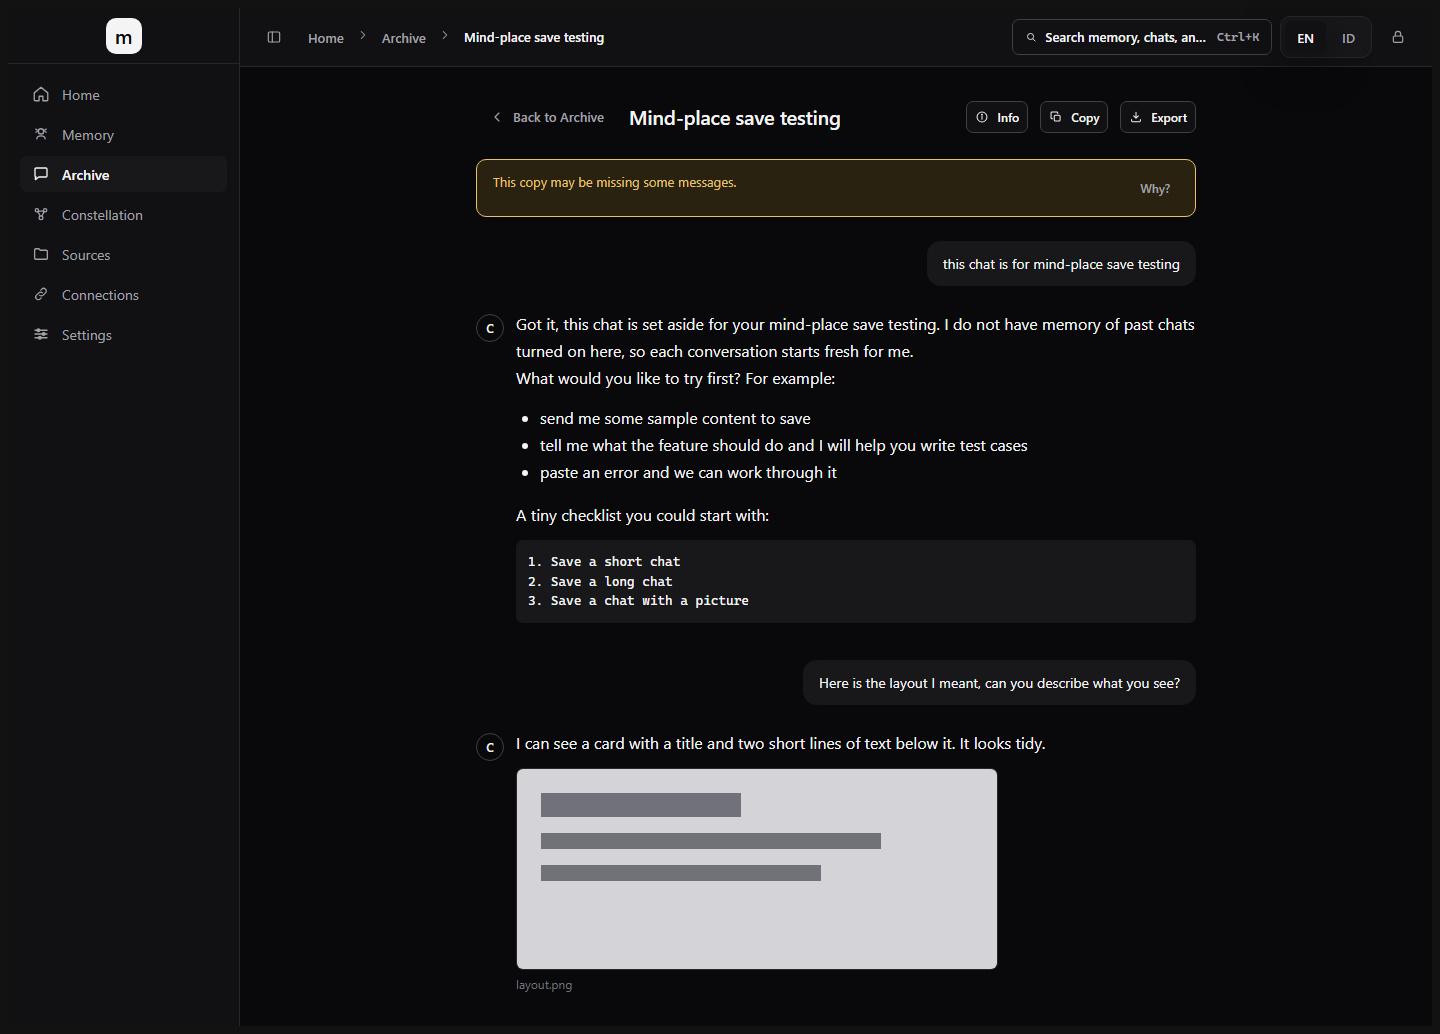 m
Home
Archive
Mind-place save testing
Search memory, chats, an... Ctrl+K
EN
ID
Home
Memory
Archive
Constellation
Sources
Connections
Settings
Back to Archive
Mind-place save testing
Info
Copy
Export
This copy may be missing some messages.
Why?
this chat is for mind-place save testing
C
Got it, this chat is set aside for your mind-place save testing. I do not have memory of past chats
turned on here, so each conversation starts fresh for me.
What would you like to try first? For example:
• send me some sample content to save
• tell me what the feature should do and I will help you write test cases
• paste an error and we can work through it
A tiny checklist you could start with:
1. Save a short chat
2. Save a long chat
3. Save a chat with a picture
Here is the layout I meant, can you describe what you see?
C
I can see a card with a title and two short lines of text below it. It looks tidy.
layout.png